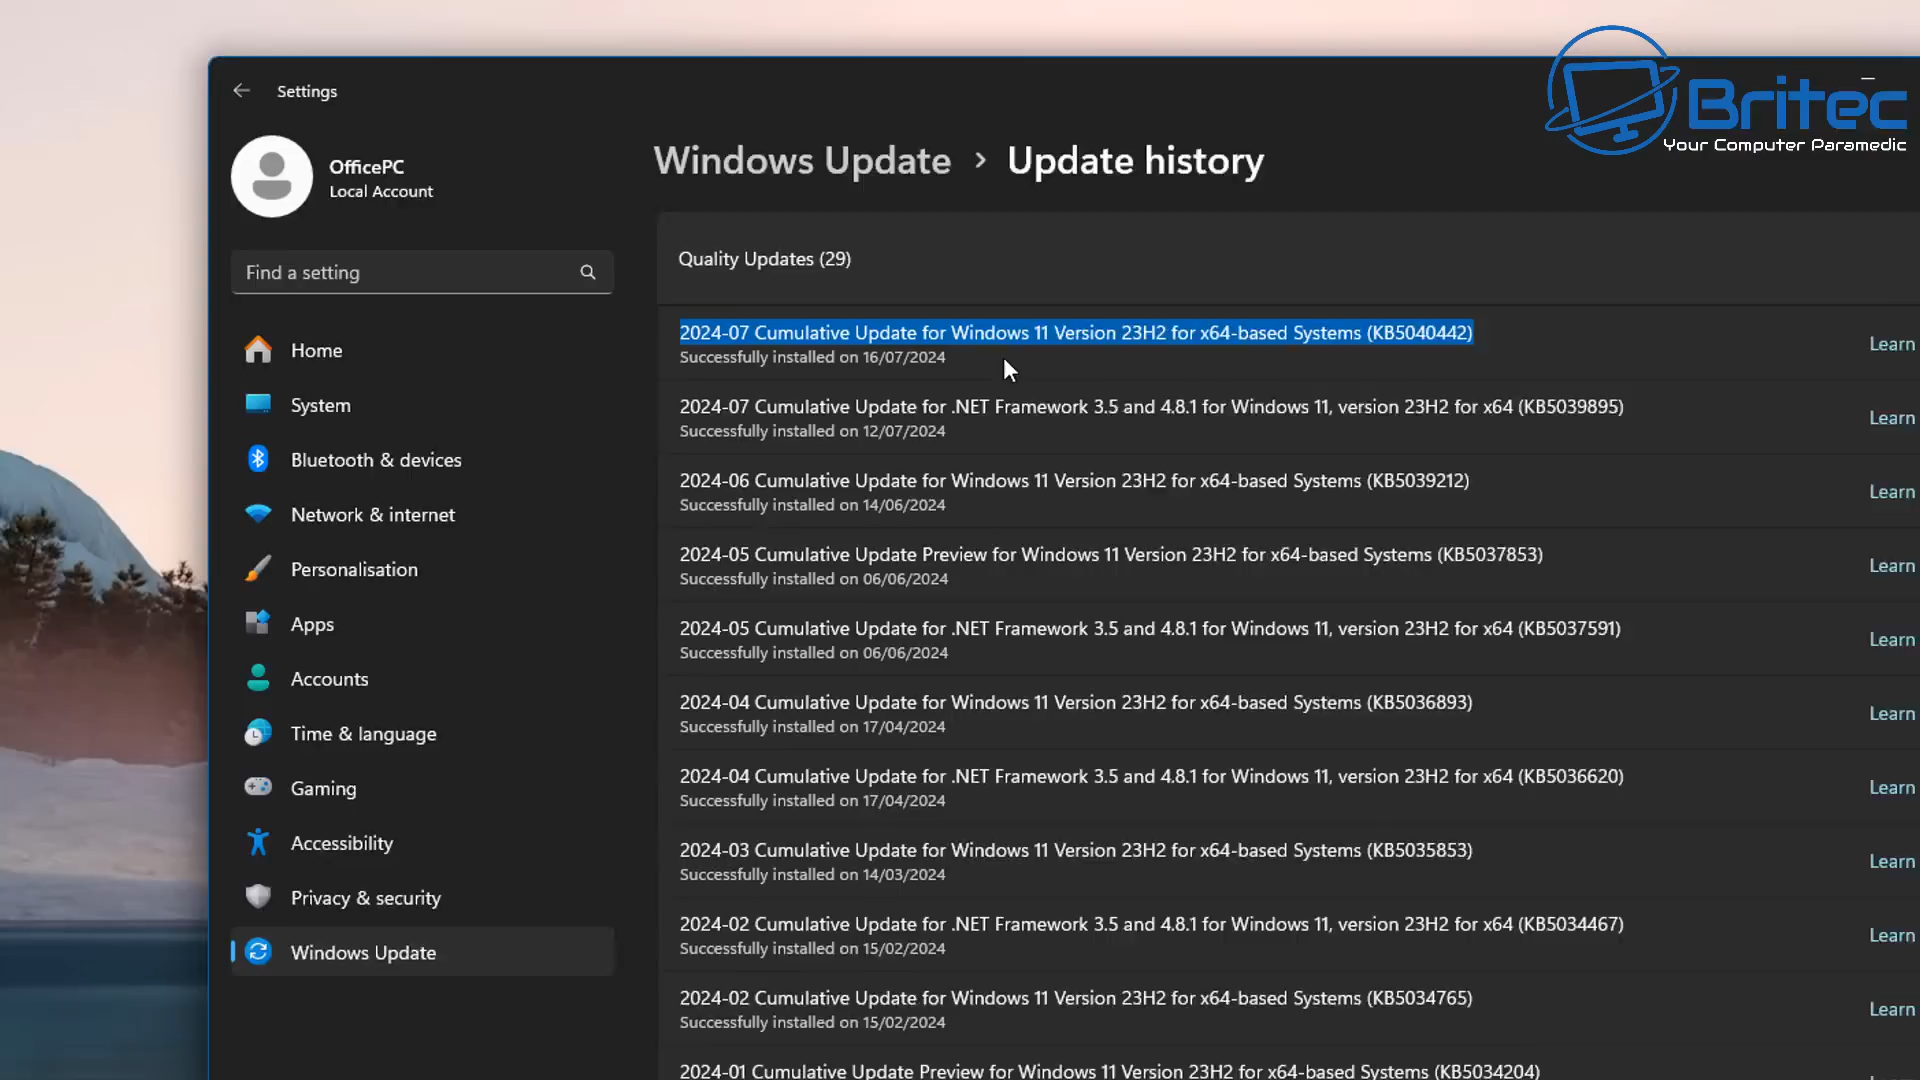 Settings
Britec
Your Computer Paramedic
OfficePC
Local Account
Windows Update > Update history
Find a setting
Quality Updates (29)
Home
System
Bluetooth & devices
Network & internet
Personalisation
Apps
Accounts
Time & language
Gaming
Accessibility
Privacy & security
Windows Update
2024-07 Cumulative Update for Windows 11 Version 23H2 for x64-based Systems (KB5040442)
Successfully installed on 16/07/2024
Learn
2024-07 Cumulative Update for .NET Framework 3.5 and 4.8.1 for Windows 11, version 23H2 for x64 (KB5039895)
Successfully installed on 12/07/2024
Learn
2024-06 Cumulative Update for Windows 11 Version 23H2 for x64-based Systems (KB5039212)
Successfully installed on 14/06/2024
Learn
2024-05 Cumulative Update Preview for Windows 11 Version 23H2 for x64-based Systems (KB5037853)
Successfully installed on 06/06/2024
Learn
2024-05 Cumulative Update for .NET Framework 3.5 and 4.8.1 for Windows 11, version 23H2 for x64 (KB5037591)
Successfully installed on 06/06/2024
Learn
2024-04 Cumulative Update for Windows 11 Version 23H2 for x64-based Systems (KB5036893)
Successfully installed on 17/04/2024
Learn
2024-04 Cumulative Update for .NET Framework 3.5 and 4.8.1 for Windows 11, version 23H2 for x64 (KB5036620)
Successfully installed on 17/04/2024
Learn
2024-03 Cumulative Update for Windows 11 Version 23H2 for x64-based Systems (KB5035853)
Successfully installed on 14/03/2024
Learn
2024-02 Cumulative Update for .NET Framework 3.5 and 4.8.1 for Windows 11, version 23H2 for x64 (KB5034467)
Successfully installed on 15/02/2024
Learn
2024-02 Cumulative Update for Windows 11 Version 23H2 for x64-based Systems (KB5034765)
Successfully installed on 15/02/2024
Learn
2024-01 Cumulative Update Preview for Windows 11 Version 23H2 for x64-based Systems (KB5034204)